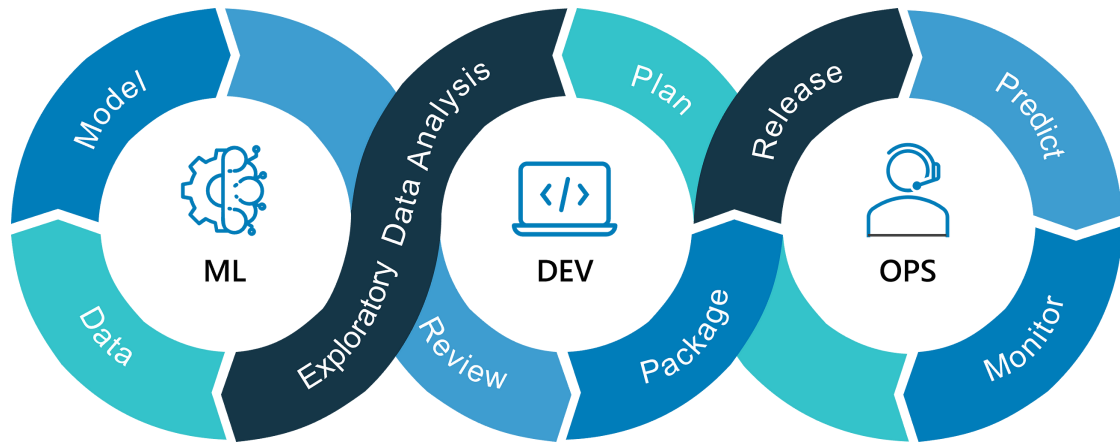 Model
Data
ML
Exploratory Data Analysis
Review
Plan
DEV
Package
Release
OPS
Predict
Monitor